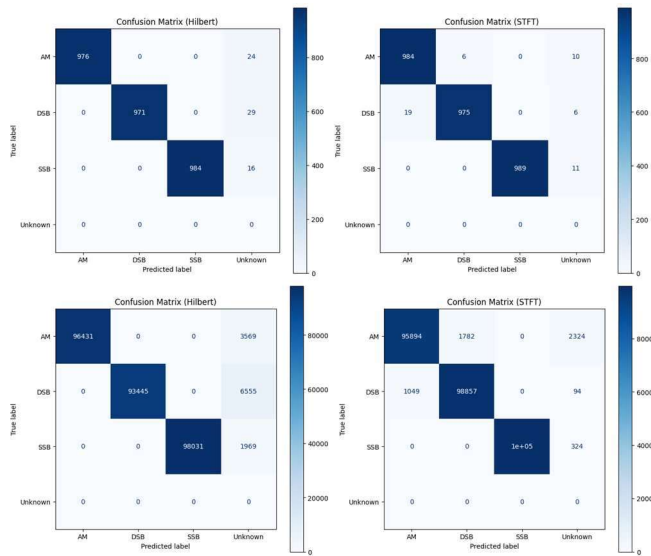 Confusion Matrix (Hilbert)
True label
AM 976 0 0 24
DSB 0 971 0 29
SSB 0 0 984 16
Unknown 0 0 0 0
AM DSB SSB Unknown
Predicted label
800
600
400
200
0
Confusion Matrix (STFT)
True label
AM 984 6 0 10
DSB 19 975 0 6
SSB 0 0 989 11
Unknown 0 0 0 0
AM DSB SSB Unknown
Predicted label
800
600
400
200
0
Confusion Matrix (Hilbert)
True label
AM 96431 0 0 3569
DSB 0 93445 0 6555
SSB 0 0 98031 1969
Unknown 0 0 0 0
AM DSB SSB Unknown
Predicted label
80000
60000
40000
20000
0
Confusion Matrix (STFT)
True label
AM 95894 1782 0 2324
DSB 1049 98857 0 94
SSB 0 0 1e+05 324
Unknown 0 0 0 0
AM DSB SSB Unknown
Predicted label
0